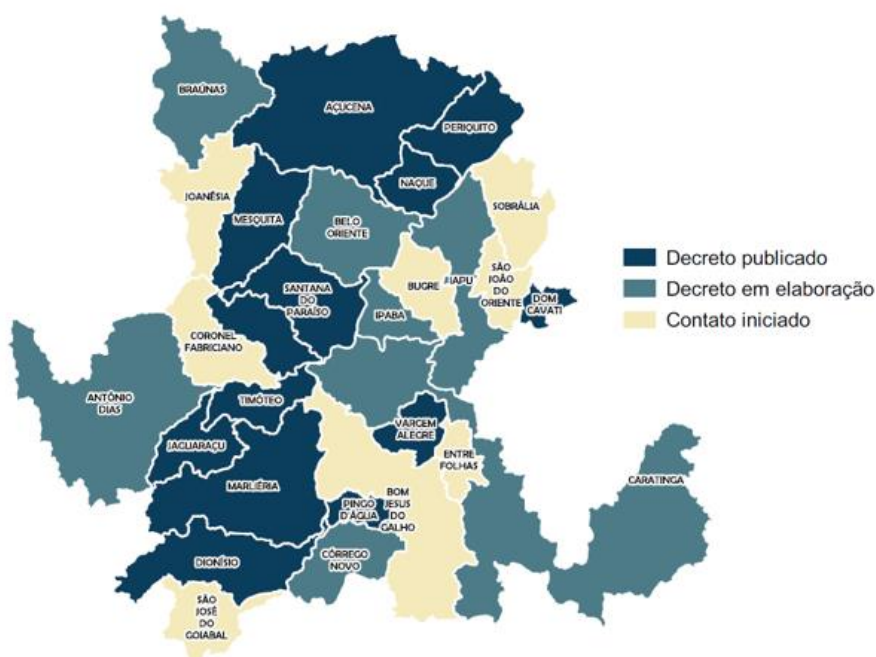 BRAÚNAS
AÇUCENA
PERIQUITO
NAQUE
JOANÉSIA
MESQUITA
BELO
ORIENTE
SOBRÁLIA
SANTANA
DO
PARAÍSO
BUGRE
IAPU
SÃO
JOÃO
DO
ORIENTE
DOM
CAVATI
IPABA
CORONEL
FABRICIANO
ANTÔNIO
DIAS
TIMÓTEO
JAGUARAÇU
VARGEM
ALEGRE
ENTRE
FOLHAS
MARLIÉRIA
PINGO
D'ÁGUA
BOM
JESUS
DO
GALHO
CARATINGA
DIONÍSIO
CÓRREGO
NOVO
SÃO
JOSÉ
DO
GOIABAL
Decreto publicado
Decreto em elaboração
Contato iniciado